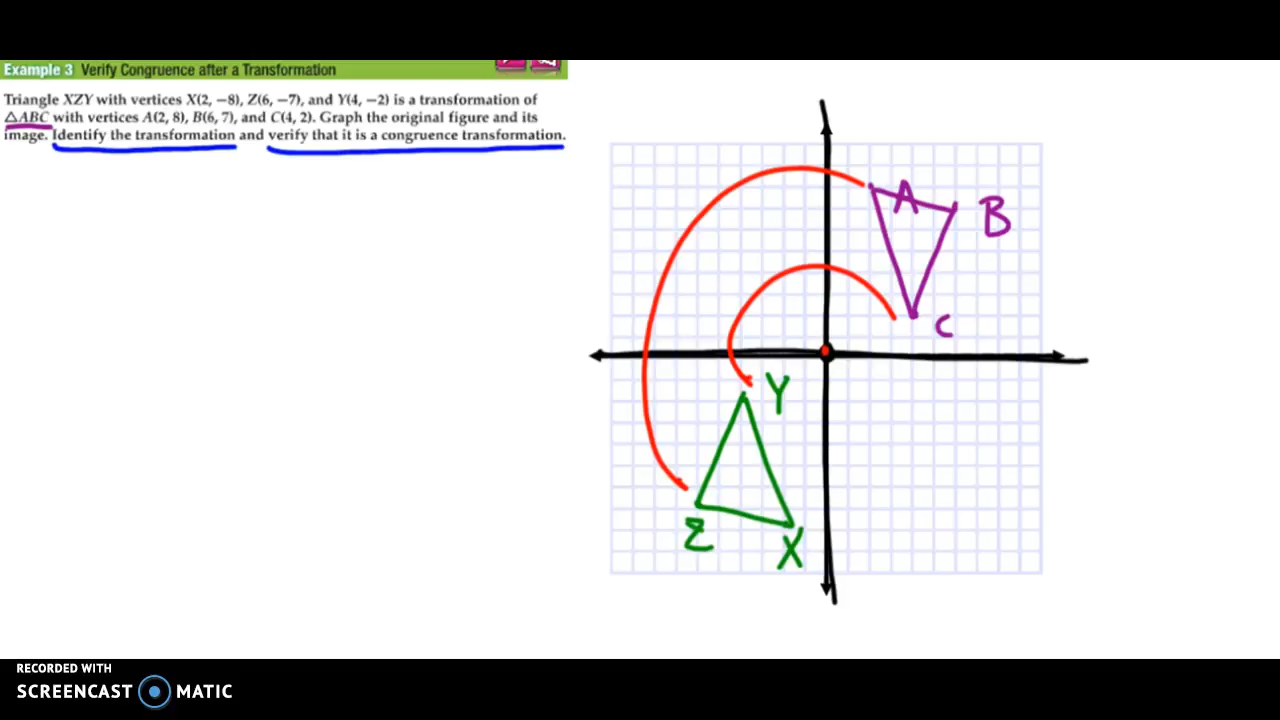 Example 3 Verify Congruence after a Transformation
Triangle XZY with vertices X(2, −8), Z(6, −7), and Y(4, −2) is a transformation of
△ABC with vertices A(2, 8), B(6, 7), and C(4, 2). Graph the original figure and its
image. Identify the transformation and verify that it is a congruence transformation.
A
B
C
Y
Z
X
RECORDED WITH
SCREENCAST MATIC